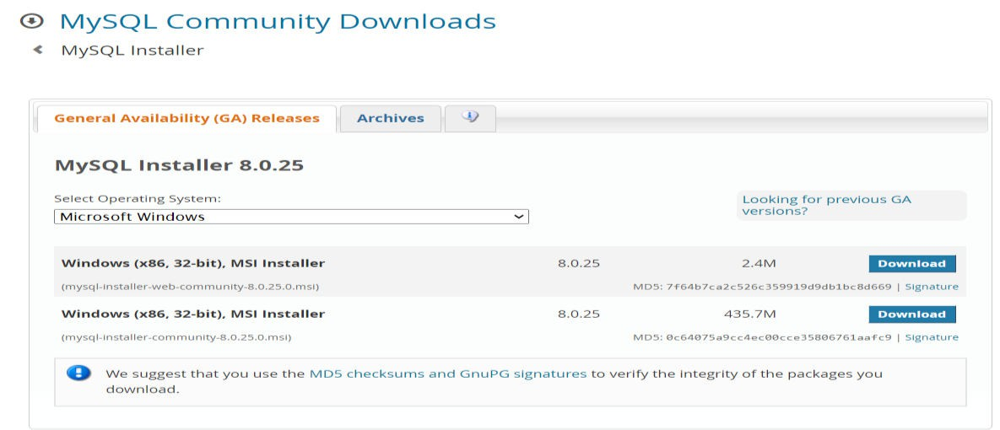 MySQL Community Downloads
MySQL Installer
General Availability (GA) Releases
Archives
MySQL Installer 8.0.25
Select Operating System:
Looking for previous GA
versions?
Microsoft Windows
Windows (x86, 32-bit), MSI Installer 8.0.25 2.4M Download
(mysql-installer-web-community-8.0.25.0.msi) MD5: 7f64b7ca2c526c359919d9db1bc8d669 | Signature
Windows (x86, 32-bit), MSI Installer 8.0.25 435.7M Download
(mysql-installer-community-8.0.25.0.msi) MD5: 0c64075a9cc4ec00cce35806761aafc9 | Signature
We suggest that you use the MD5 checksums and GnuPG signatures to verify the integrity of the packages you
download.